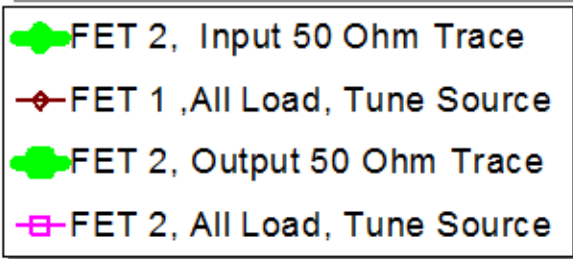 FET 2, Input 50 Ohm Trace
FET 1 ,All Load, Tune Source
FET 2, Output 50 Ohm Trace
FET 2, All Load, Tune Source